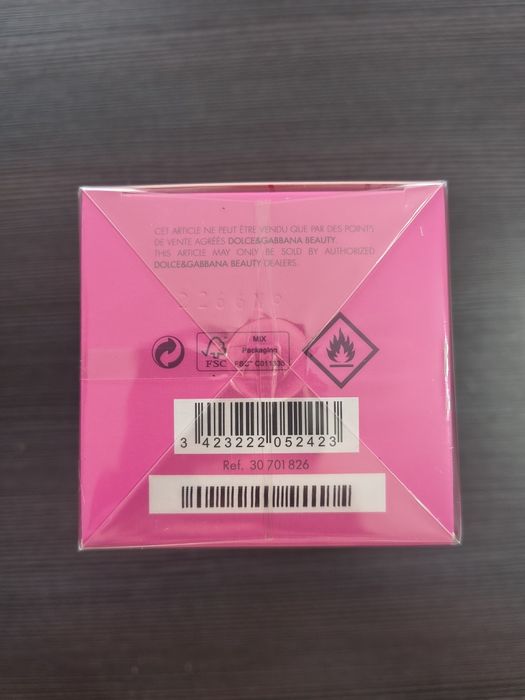 CET ARTICLE NE PEUT ÊTRE VENDU QUE PAR DES POINTS
DE VENTE AGRÉÉS DOLCE&GABBANA BEAUTY.
THIS ARTICLE MAY ONLY BE SOLD BY AUTHORIZED
DOLCE&GABBANA BEAUTY DEALERS.
MIX
Packaging
FSC
3 423222 052423
Ref. 30 701 826